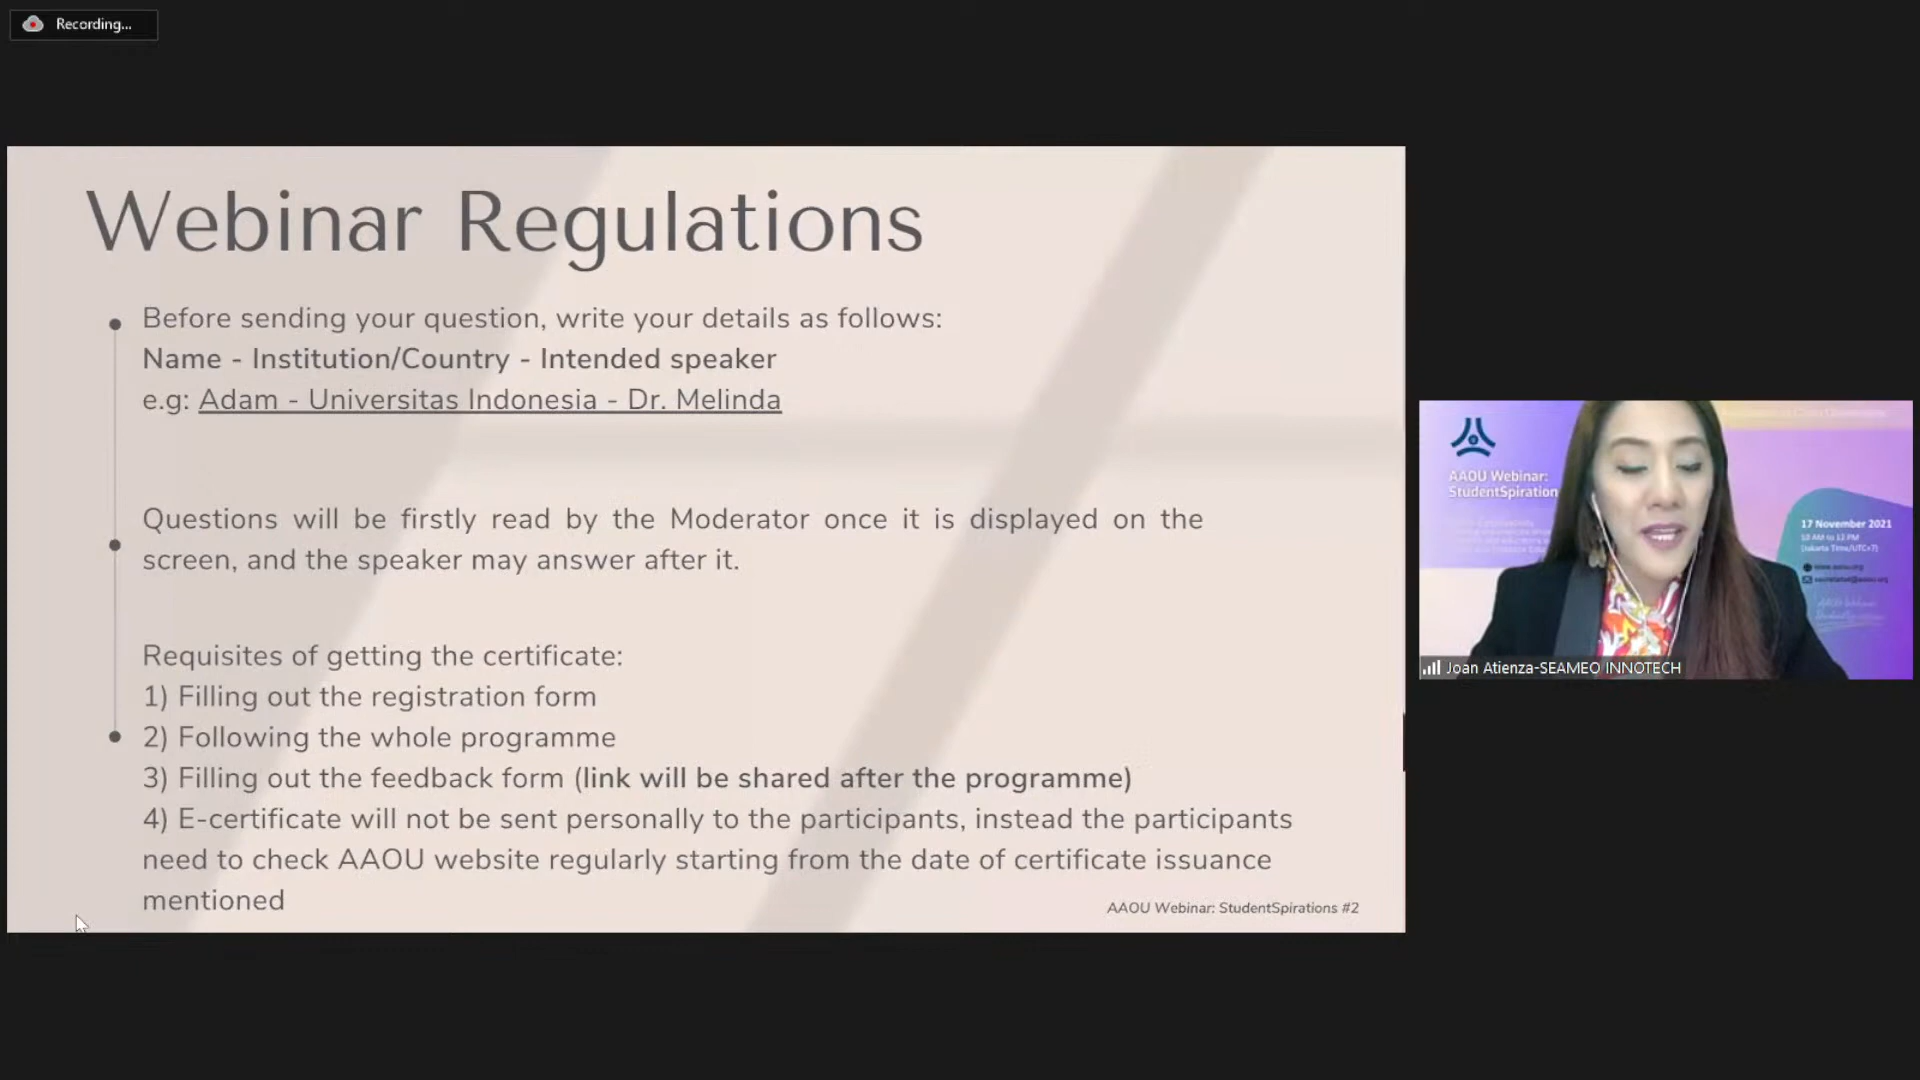 Recording...
Webinar Regulations
Before sending your question, write your details as follows:
Name - Institution/Country - Intended speaker
e.g: Adam - Universitas Indonesia - Dr. Melinda
Questions will be firstly read by the Moderator once it is displayed on the
screen, and the speaker may answer after it.
Requisites of getting the certificate:
1) Filling out the registration form
2) Following the whole programme
3) Filling out the feedback form (link will be shared after the programme)
4) E-certificate will not be sent personally to the participants, instead the participants
need to check AAOU website regularly starting from the date of certificate issuance
mentioned
AAOU Webinar: StudentSpirations #2
AAOU Webinar:
StudentSpiration
17 November 2021
10 AM to 12 PM
(Jakarta Time/UTC+7)
www.aaou.org
secretariat@aaou.org
Joan Atienza-SEAMEO INNOTECH